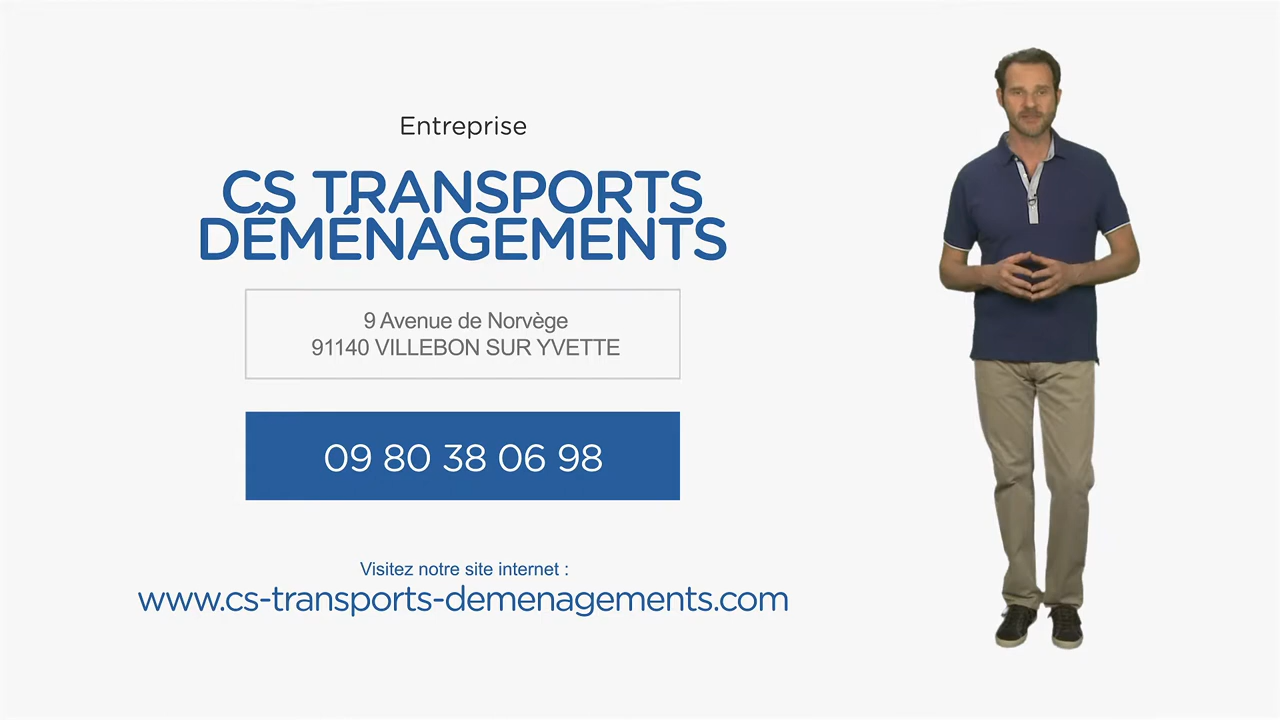 Entreprise
CS TRANSPORTS
DÉMÉNAGEMENTS
9 Avenue de Norvège
91140 VILLEBON SUR YVETTE
09 80 38 06 98
Visitez notre site internet :
www.cs-transports-demenagements.com